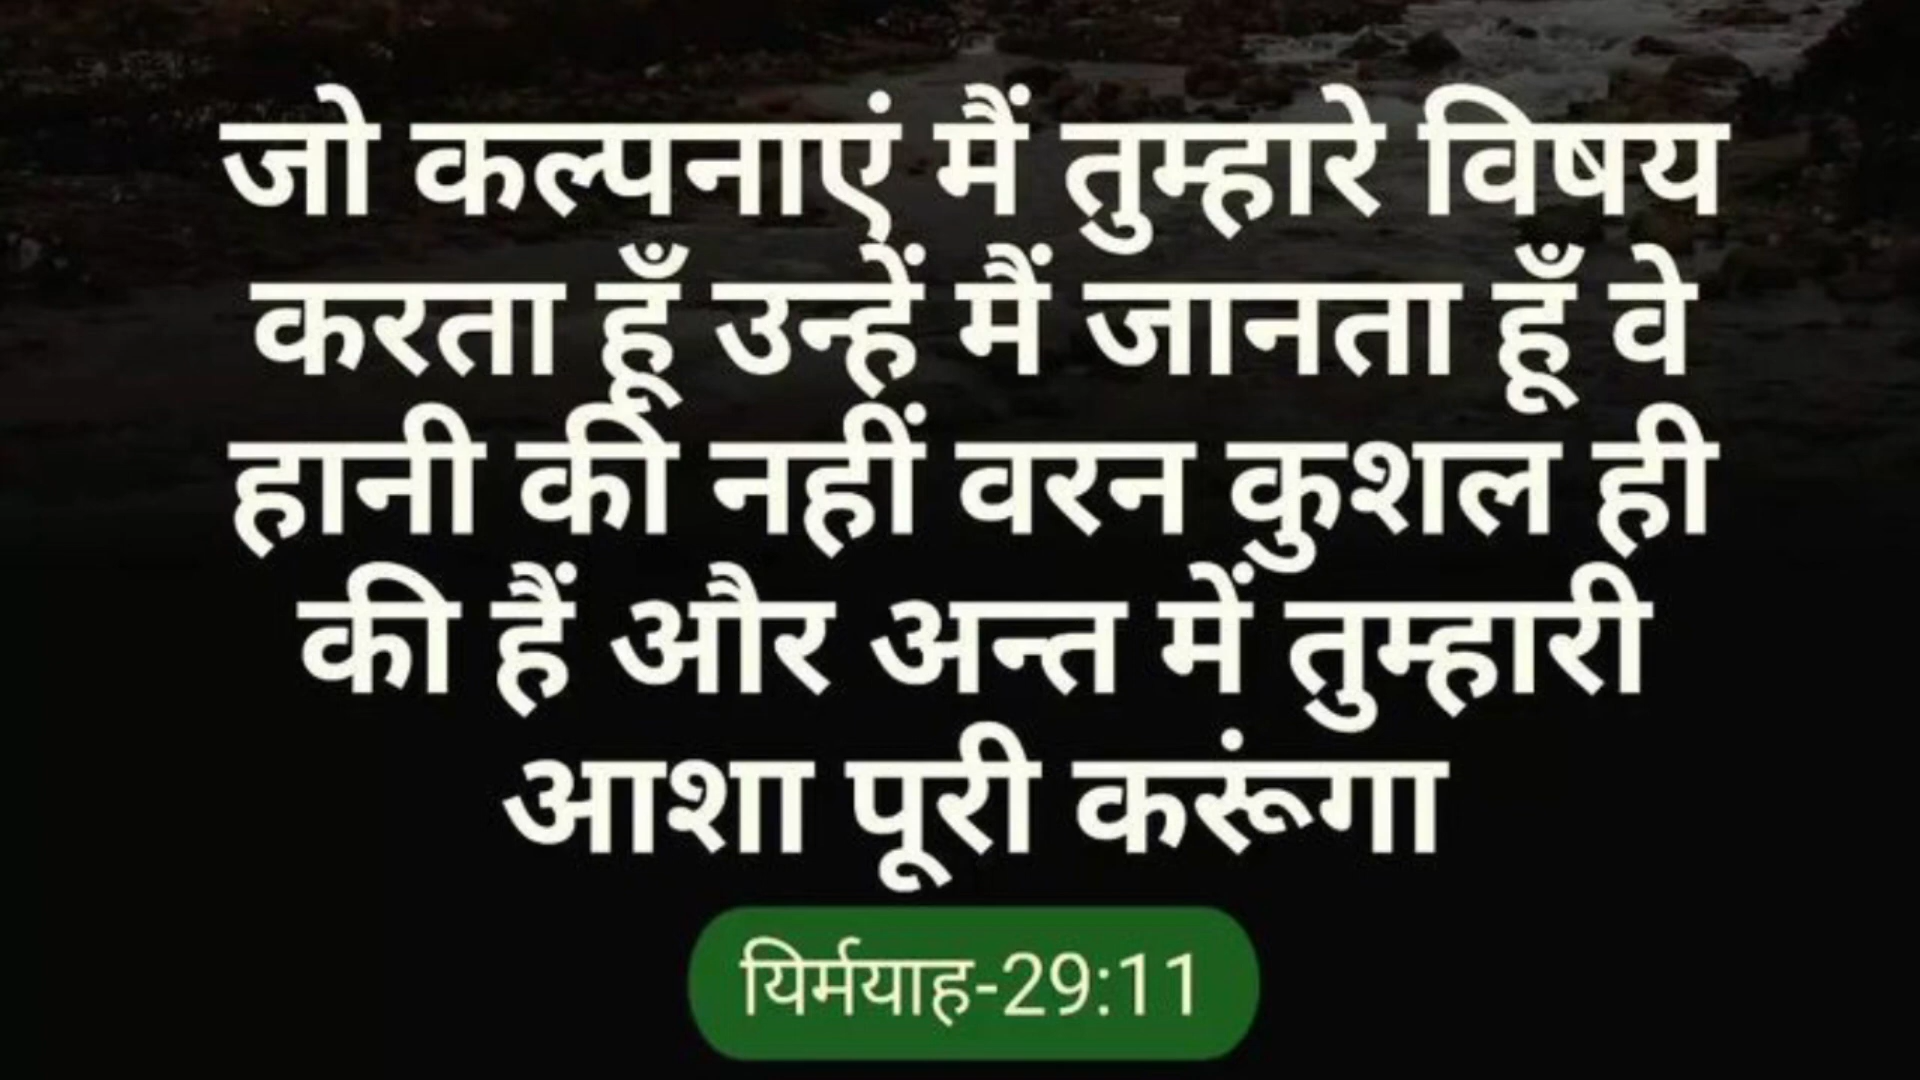 जो कल्पनाएं मैं तुम्हारे विषय
करता हूँ उन्हें मैं जानता हूँ वे
हानी की नहीं वरन कुशल ही
की हैं और अन्त में तुम्हारी
आशा पूरी करूंगा
यिर्मयाह-29:11